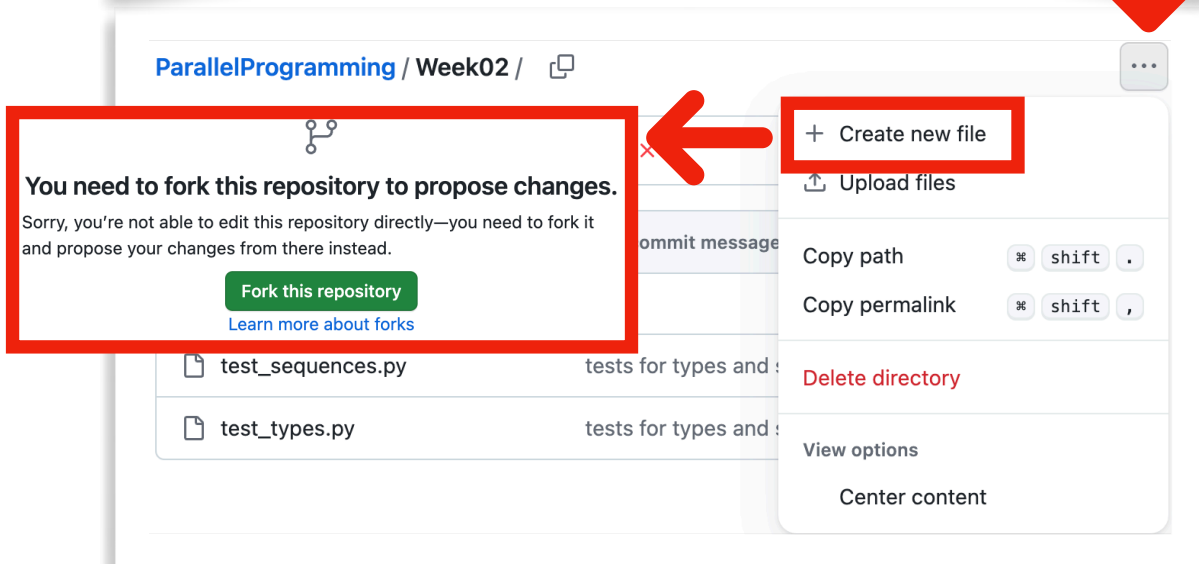 ParallelProgramming / Week02 /
You need to fork this repository to propose changes.
Sorry, you're not able to edit this repository directly—you need to fork it
and propose your changes from there instead.
Fork this repository
Learn more about forks
ommit message
test_sequences.py tests for types and s
test_types.py tests for types and s
+ Create new file
Upload files
Copy path ⌘ shift .
Copy permalink ⌘ shift ,
Delete directory
View options
Center content